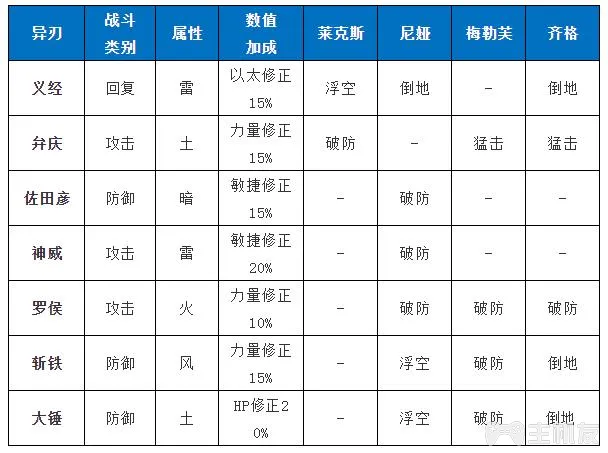 异刃 战斗类别 属性 数值加成 莱克斯 尼娅 梅勒芙 齐格
义经 回复 雷 以太修正15% 浮空 倒地 - 倒地
弁庆 攻击 土 力量修正15% 破防 - 猛击 猛击
佐田彦 防御 暗 敏捷修正15% - 破防 - -
神威 攻击 雷 敏捷修正20% - 破防 - -
罗侯 攻击 火 力量修正10% - 破防 破防 破防
斩铁 防御 风 力量修正15% - 浮空 破防 倒地
大锤 防御 土 HP修正20% - 浮空 破防 倒地
主机友